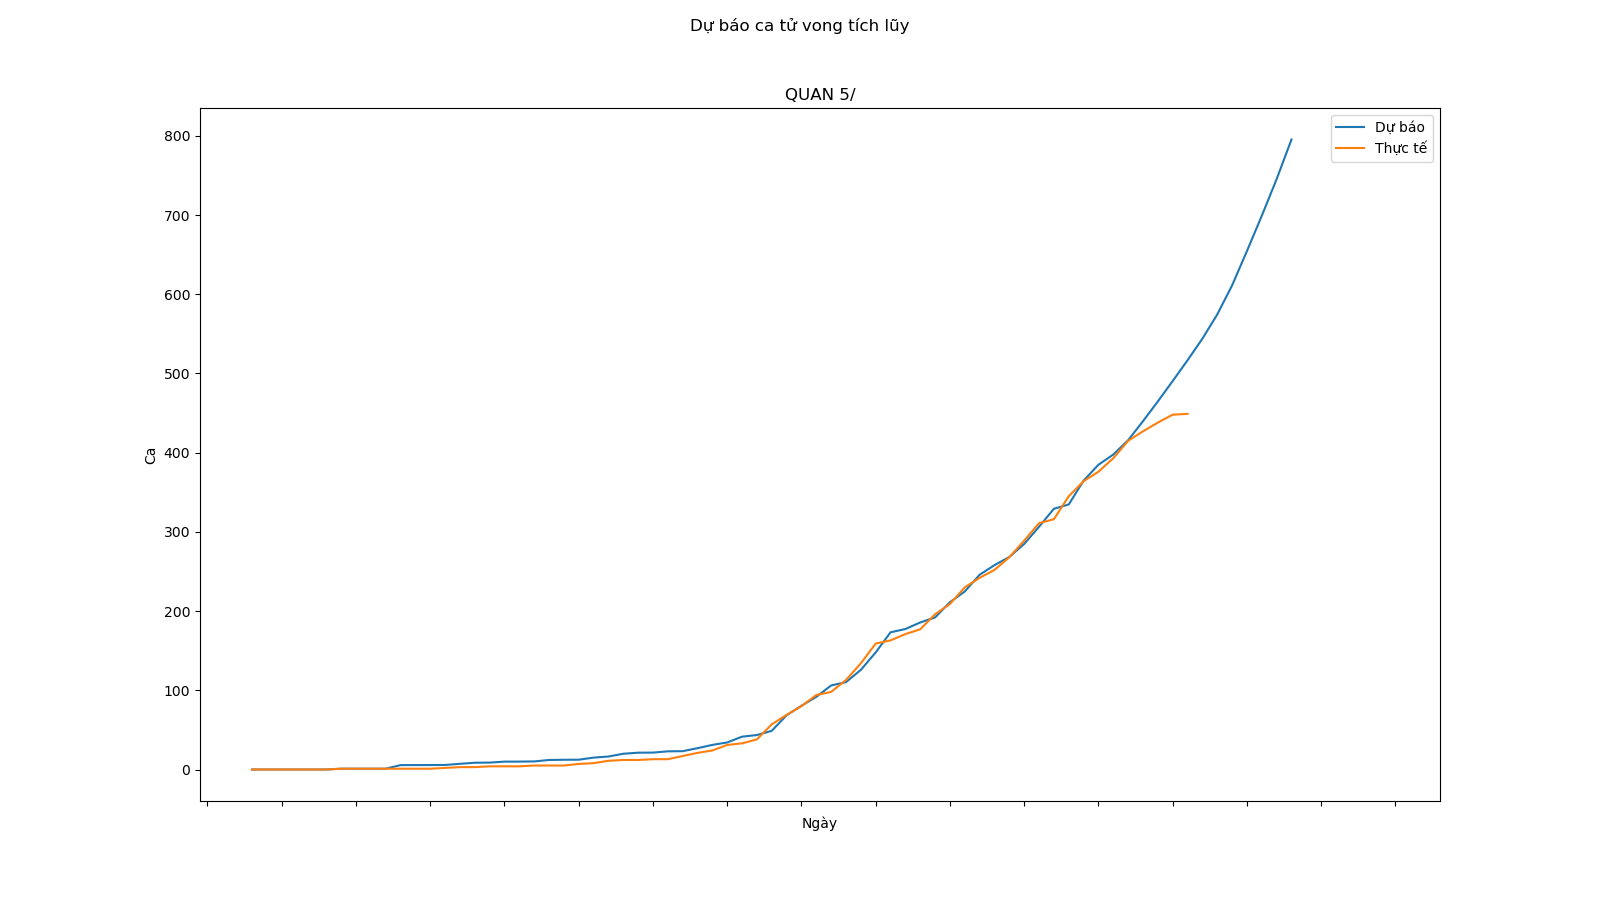 Dự báo ca tử vong tích lũy
QUAN 5/
Dự báo
Thực tế
800
700
600
500
400
300
200
100
0
Ca
Ngày